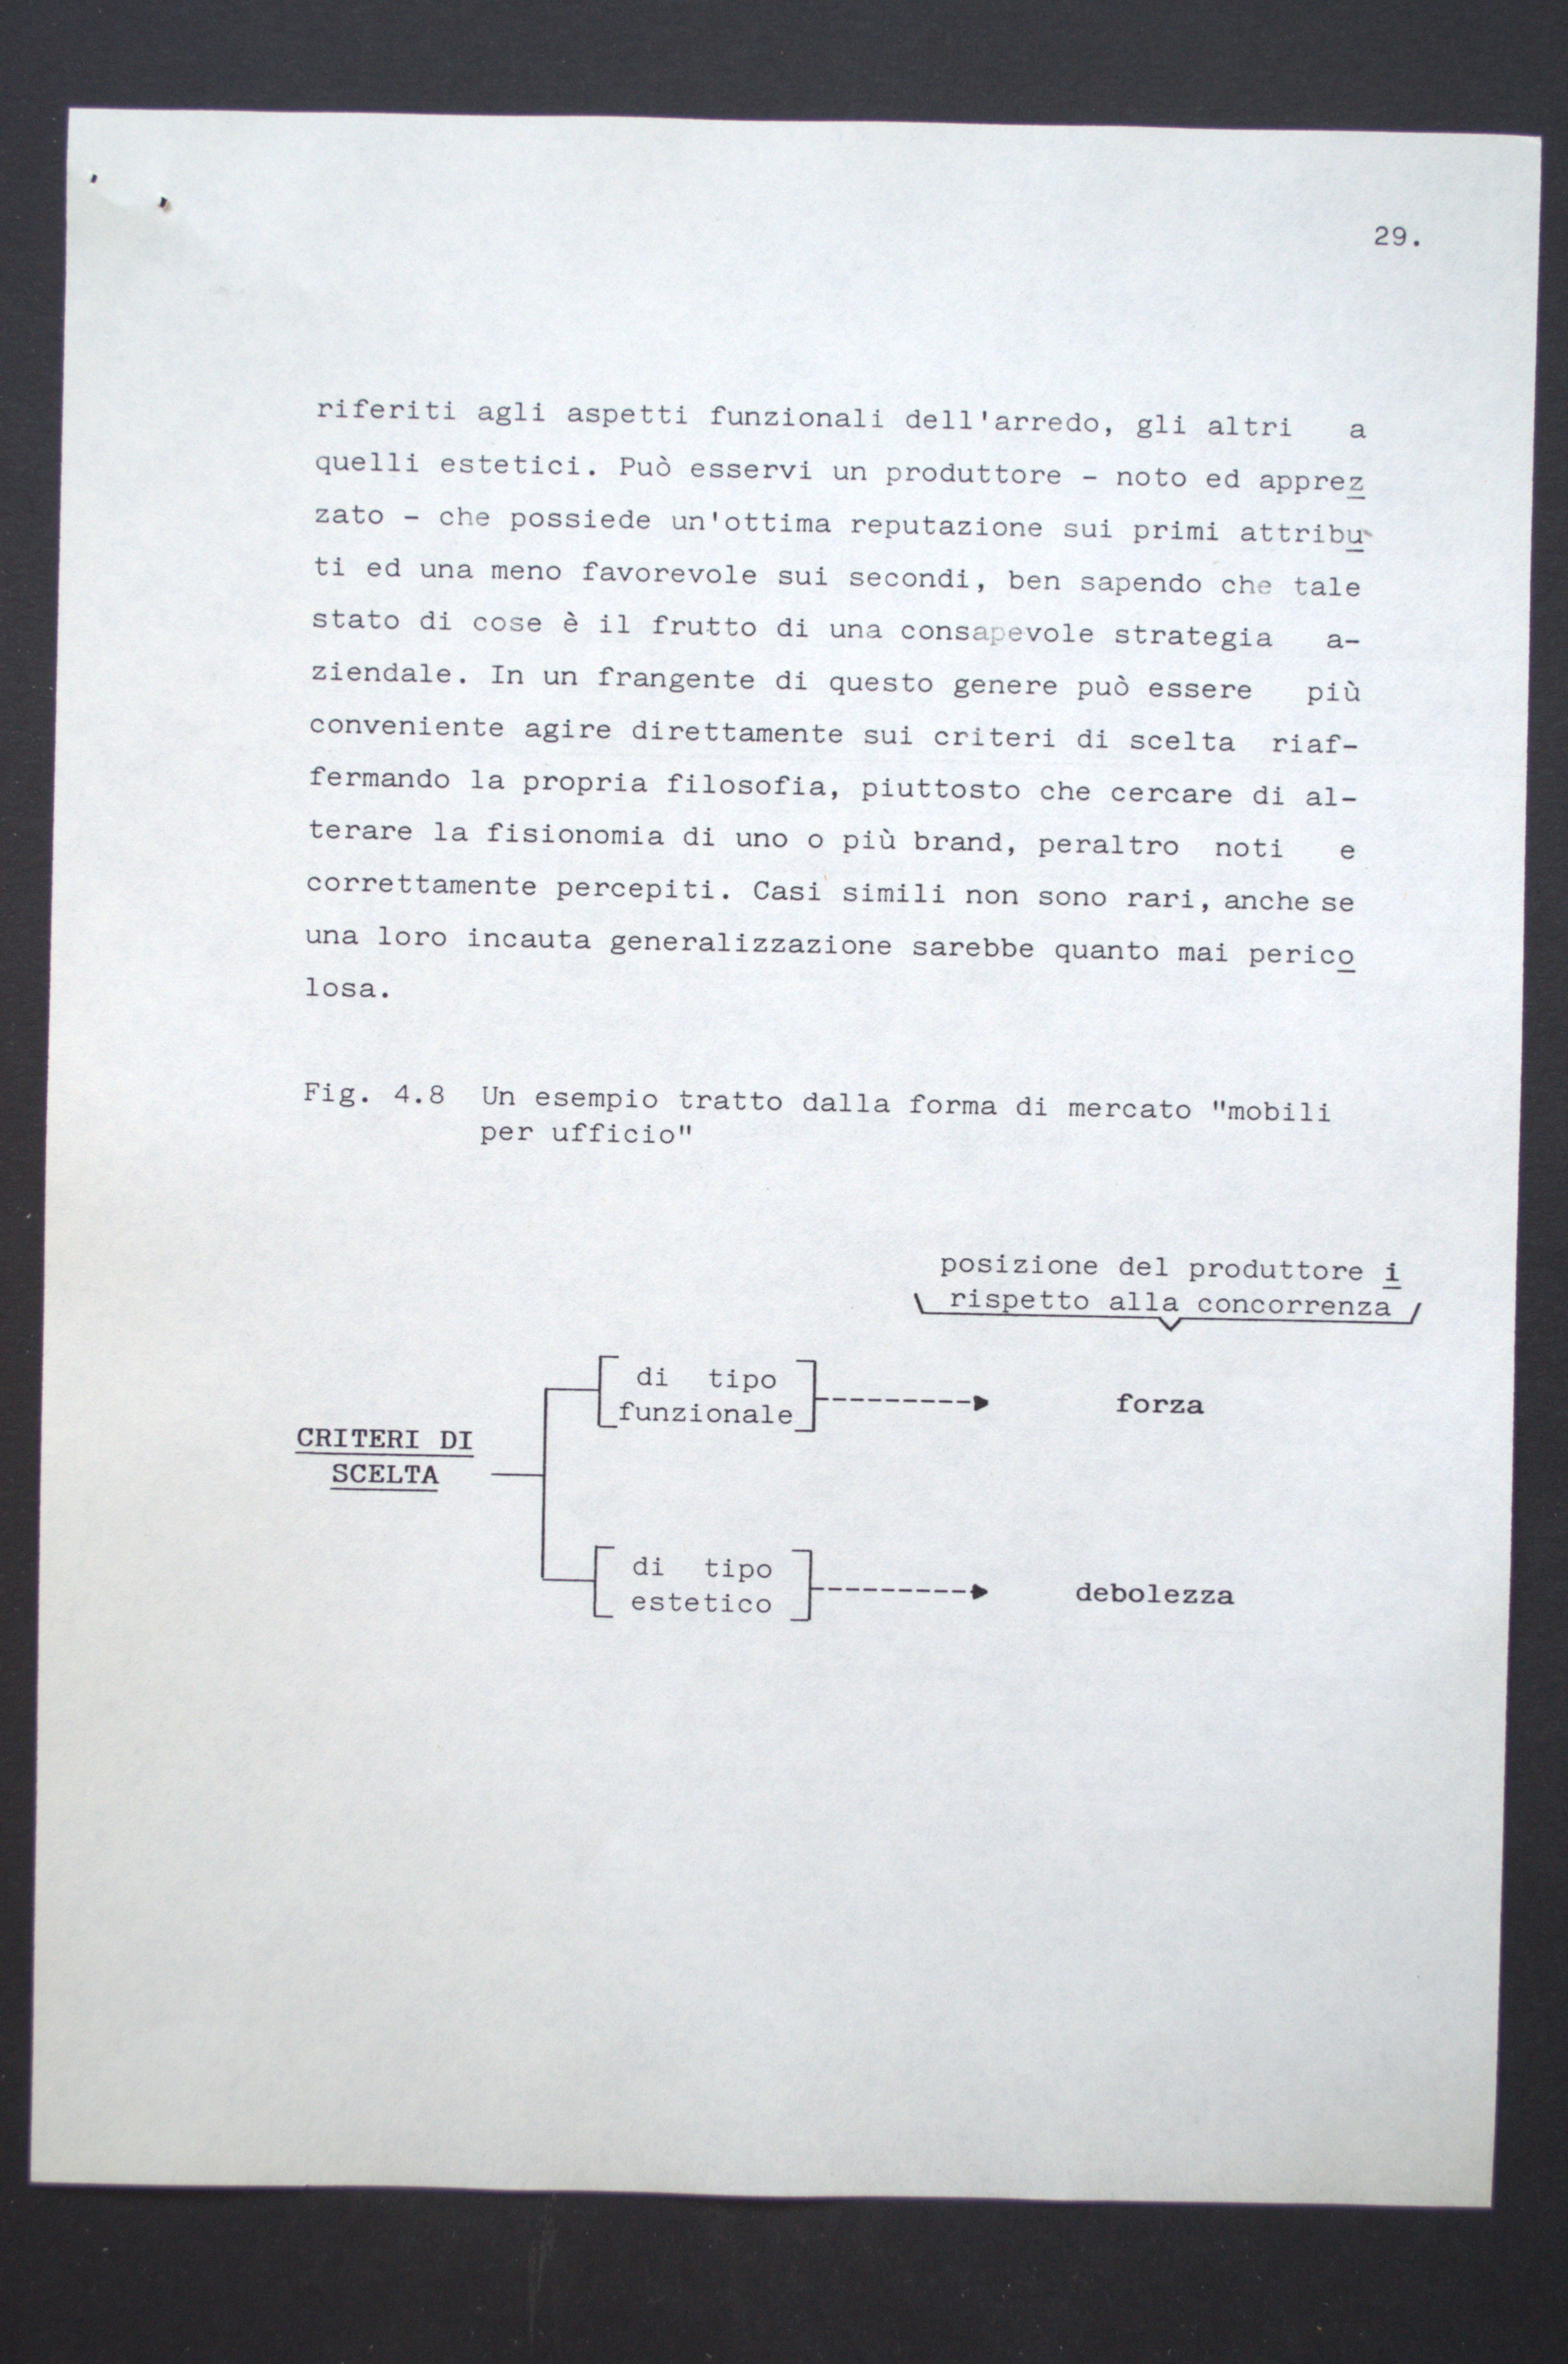 29.
riferiti agli aspetti funzionali dell'arredo, gli altri a
quelli estetici. Può esservi un produttore - noto ed apprez
zato - che possiede un'ottima reputazione sui primi attribu
ti ed una meno favorevole sui secondi, ben sapendo che tale
stato di cose è il frutto di una consapevole strategia a-
ziendale. In un frangente di questo genere può essere più
conveniente agire direttamente sui criteri di scelta riaf-
fermando la propria filosofia, piuttosto che cercare di al-
terare la fisionomia di uno o più brand, peraltro noti e
correttamente percepiti. Casi simili non sono rari, anche se
una loro incauta generalizzazione sarebbe quanto mai perico
losa.
Fig. 4.8 Un esempio tratto dalla forma di mercato "mobili
per ufficio"
posizione del produttore i
rispetto alla concorrenza
di tipo
funzionale
forza
CRITERI DI
SCELTA
di tipo
estetico
debolezza